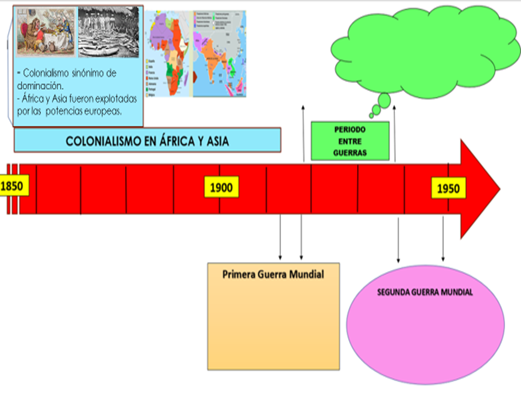 - Colonialismo sinónimo de
dominación.
- África y Asia fueron explotadas
por las potencias europeas.
COLONIALISMO EN ÁFRICA Y ASIA
PERIODO
ENTRE
GUERRAS
1850
1900
1950
Primera Guerra Mundial
SEGUNDA GUERRA MUNDIAL